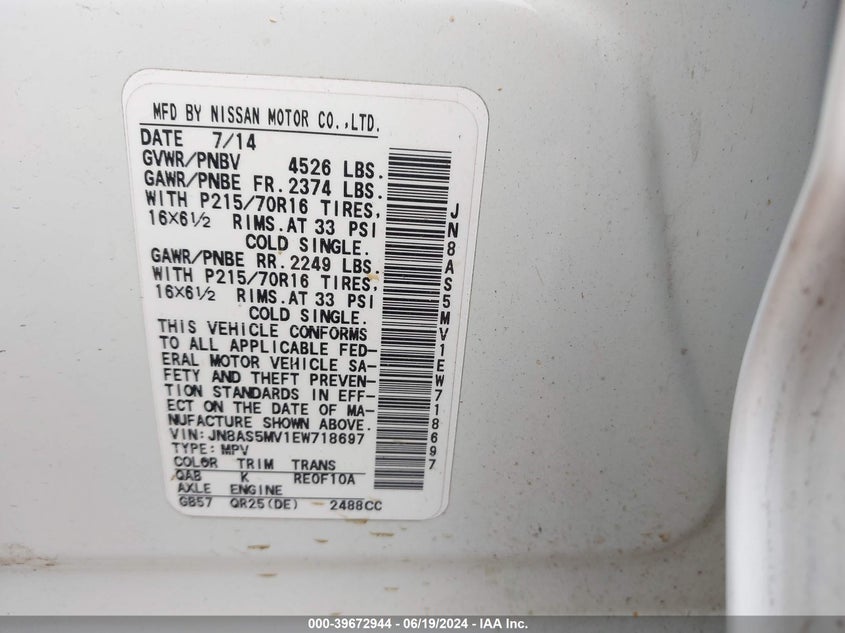 MFD BY NISSAN MOTOR CO.,LTD.
DATE 7/14
GVWR/PNBV 4526 LBS.
GAWR/PNBE FR. 2374 LBS.
WITH P215/70R16 TIRES,
16X6½ RIMS.AT 33 PSI
COLD SINGLE.
GAWR/PNBE RR. 2249 LBS.
WITH P215/70R16 TIRES,
16X6½ RIMS.AT 33 PSI
COLD SINGLE.
THIS VEHICLE CONFORMS
TO ALL APPLICABLE FED-
ERAL MOTOR VEHICLE SA-
FETY AND THEFT PREVEN-
TION STANDARDS IN EFF-
ECT ON THE DATE OF MA-
NUFACTURE SHOWN ABOVE.
VIN:JN8AS5MV1EW718697
TYPE: MPV
COLOR TRIM TRANS
QAB K RE0F10A
AXLE ENGINE
GB57 QR25(DE) 2488CC
JN8AS5MV1EW718697
000-39672944 - 06/19/2024 - IAA Inc.